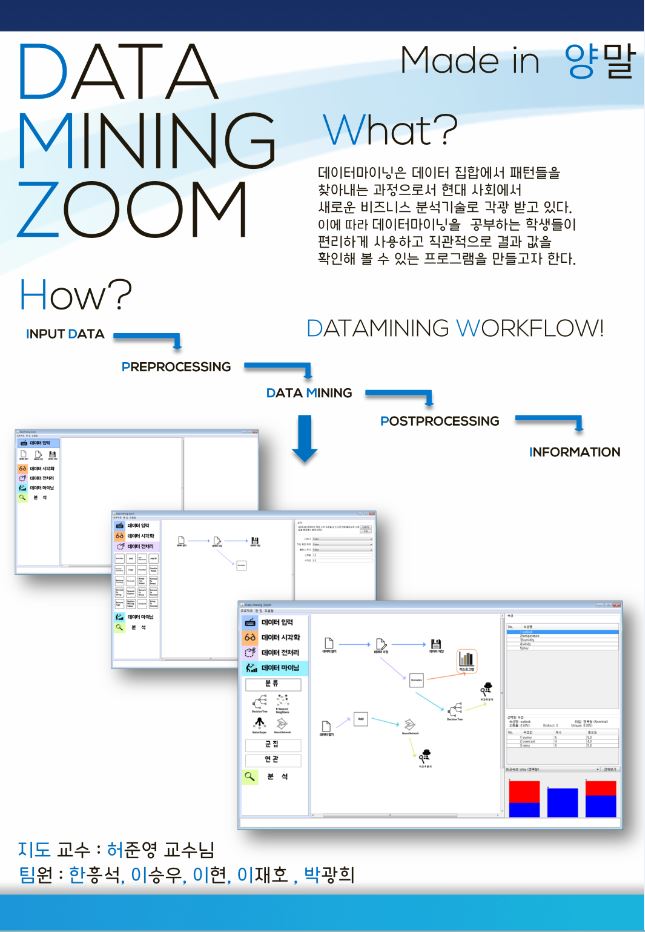 DATA
MINING
ZOOM
Made in 양말
What?
데이터마이닝은 데이터 집합에서 패턴들을
찾아내는 과정으로서 현대 사회에서
새로운 비즈니스 분석기술로 각광 받고 있다.
이에 따라 데이터마이닝을 공부하는 학생들이
편리하게 사용하고 직관적으로 결과 값을
확인해 볼 수 있는 프로그램을 만들고자 한다.
How?
DATAMINING WORKFLOW!
INPUT DATA
PREPROCESSING
DATA MINING
POSTPROCESSING
INFORMATION
데이터 입력
데이터 시각화
데이터 전처리
데이터 마이닝
분 석
데이터 입력
데이터 시각화
데이터 전처리
데이터 마이닝
분 석
데이터 입력
데이터 시각화
데이터 전처리
데이터 마이닝
분류
Decision Tree
군집
연관
분 석
히스토그램
Decision Tree
지도 교수 : 허준영 교수님
팀원 : 한흥석, 이승우, 이현, 이재호 , 박광희